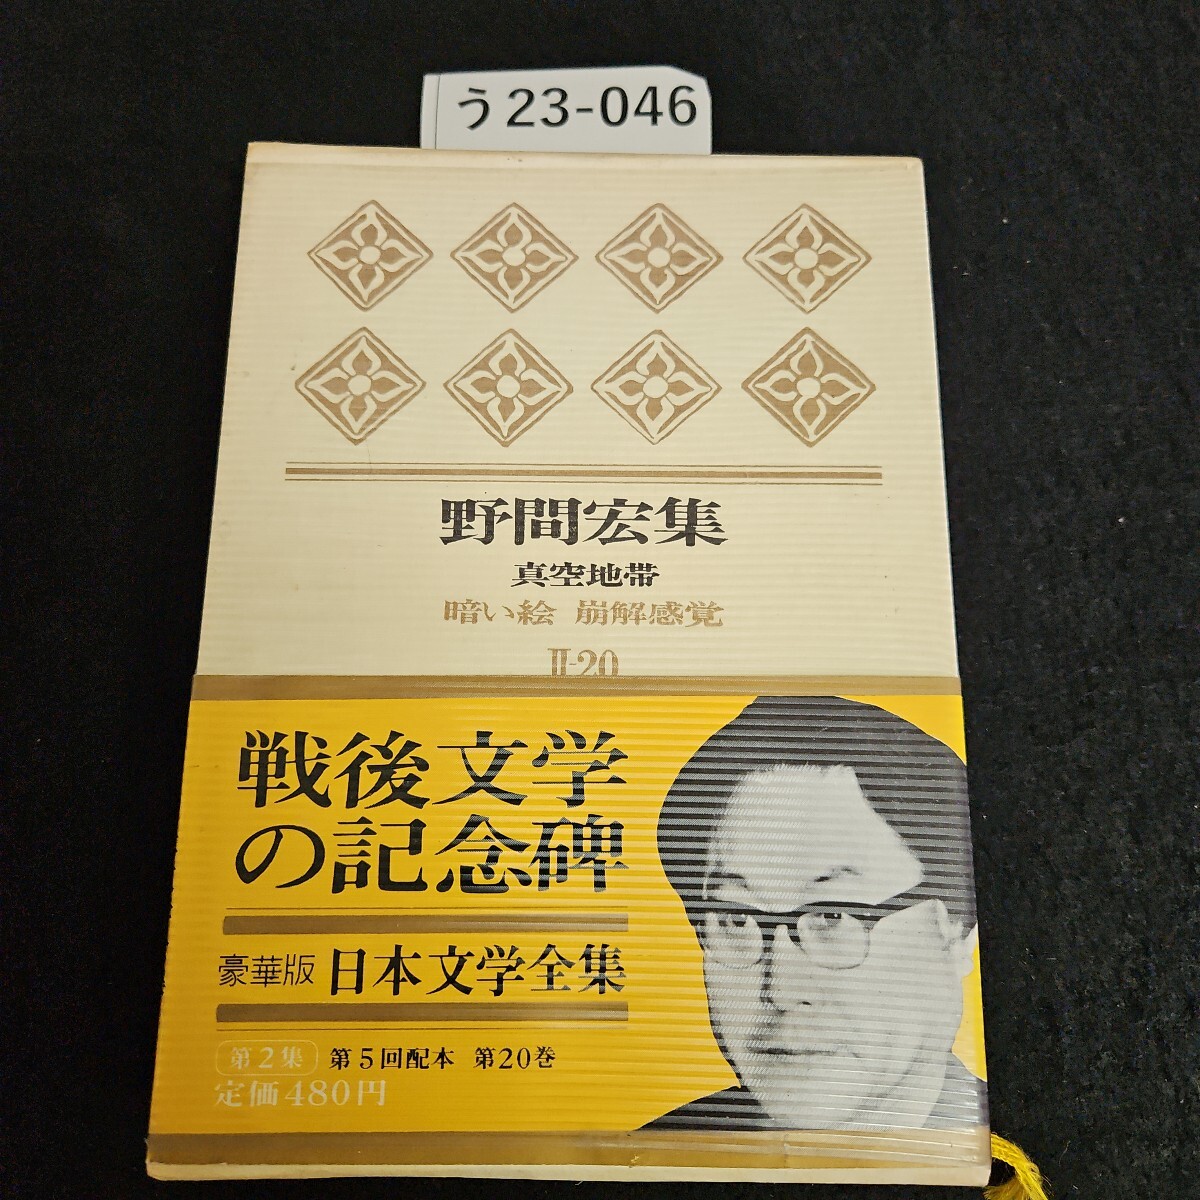 う23-046
野間宏集
真空地帯
暗い絵 崩解感覚
II-20
戦後文学
の記念碑
豪華版 日本文学全集
第2集 第5回配本 第20巻
定価480円